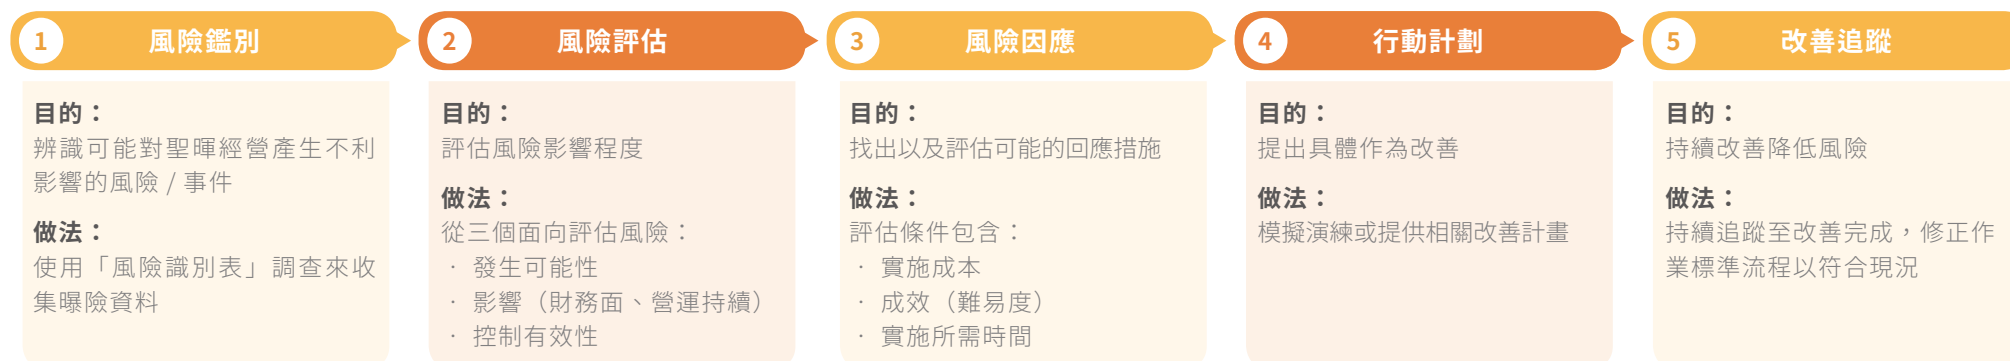 1 風險鑑別
目的：
辨識可能對聖暉經營產生不利
影響的風險 / 事件
做法：
使用「風險識別表」調查來收
集曝險資料
2 風險評估
目的：
評估風險影響程度
做法：
從三個面向評估風險：
· 發生可能性
· 影響（財務面、營運持續）
· 控制有效性
3 風險因應
目的：
找出以及評估可能的回應措施
做法：
評估條件包含：
· 實施成本
· 成效（難易度）
· 實施所需時間
4 行動計劃
目的：
提出具體作為改善
做法：
模擬演練或提供相關改善計畫
5 改善追蹤
目的：
持續改善降低風險
做法：
持續追蹤至改善完成，修正作
業標準流程以符合現況